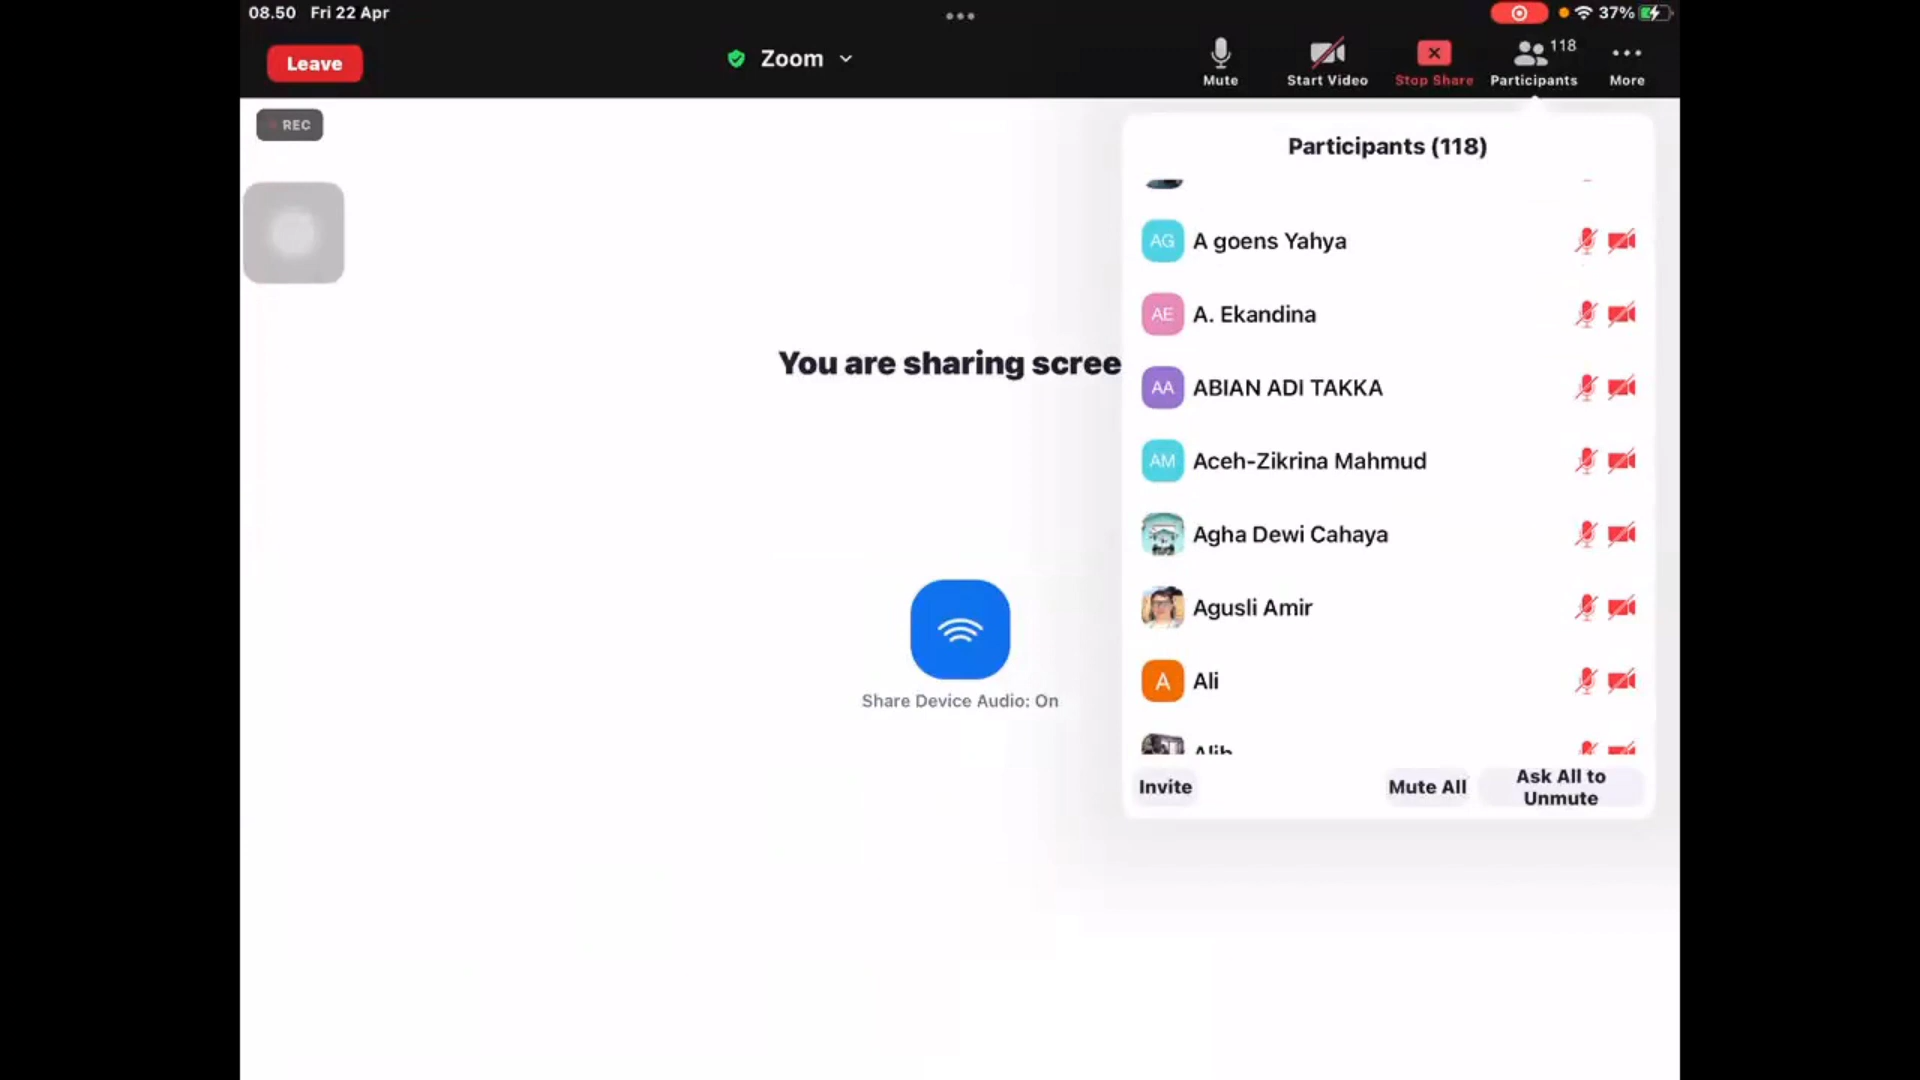 08.50 Fri 22 Apr
37%
Leave
Zoom
Mute
Start Video
Stop Share
118
Participants
More
REC
Participants (118)
AG A goens Yahya
AE A. Ekandina
You are sharing scree
AA ABIAN ADI TAKKA
AM Aceh-Zikrina Mahmud
Agha Dewi Cahaya
Agusli Amir
A Ali
Share Device Audio: On
Invite
Mute All
Ask All to
Unmute